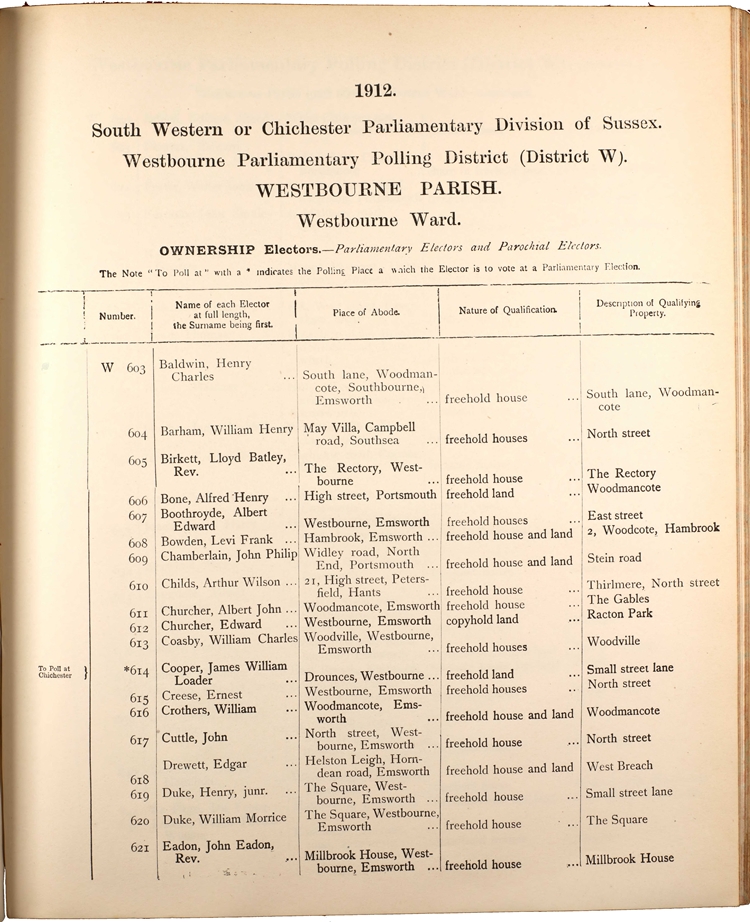 1912.
South Western or Chichester Parliamentary Division of Sussex.
Westbourne Parliamentary Polling District (District W).
WESTBOURNE PARISH.
Westbourne Ward.
OWNERSHIP Electors.—Parliamentary Electors and Parochial Electors.
The Note "To Poll at" with a * indicates the Polling Place a which the Elector is to vote at a Parliamentary Election.
Number. Name of each Elector at full length, the Surname being first. Place of Abode. Nature of Qualification. Description of Qualifying Property.
W 603 Baldwin, Henry Charles ... South lane, Woodmancote, Southbourne, Emsworth ... freehold house ... South lane, Woodmancote
604 Barham, William Henry May Villa, Campbell road, Southsea ... freehold houses ... North street
605 Birkett, Lloyd Batley, Rev. ... The Rectory, Westbourne ... freehold house ... The Rectory
606 Bone, Alfred Henry ... High street, Portsmouth freehold land ... Woodmancote
607 Boothroyde, Albert Edward ... Westbourne, Emsworth freehold houses ... East street
608 Bowden, Levi Frank ... Hambrook, Emsworth ... freehold house and land 2, Woodcote, Hambrook
609 Chamberlain, John Philip Widley road, North End, Portsmouth ... freehold house and land Stein road
610 Childs, Arthur Wilson ... 21, High street, Petersfield, Hants ... freehold house ... Thirlmere, North street
611 Churcher, Albert John ... Woodmancote, Emsworth freehold house ... The Gables
612 Churcher, Edward ... Westbourne, Emsworth copyhold land ... Racton Park
613 Coasby, William Charles Woodville, Westbourne, Emsworth ... freehold houses ... Woodville
To Poll at Chichester } *614 Cooper, James William Loader ... Drounces, Westbourne ... freehold land ... Small street lane
615 Creese, Ernest ... Westbourne, Emsworth freehold houses .. North street
616 Crothers, William ... Woodmancote, Emsworth ... freehold house and land Woodmancote
617 Cuttle, John ... North street, Westbourne, Emsworth ... freehold house ... North street
618 Drewett, Edgar ... Helston Leigh, Horndean road, Emsworth freehold house and land West Breach
619 Duke, Henry, junr. ... The Square, Westbourne, Emsworth ... freehold house ... Small street lane
620 Duke, William Morrice The Square, Westbourne, Emsworth ... freehold house ... The Square
621 Eadon, John Eadon, Rev. ... Millbrook House, Westbourne, Emsworth ... freehold house ... Millbrook House